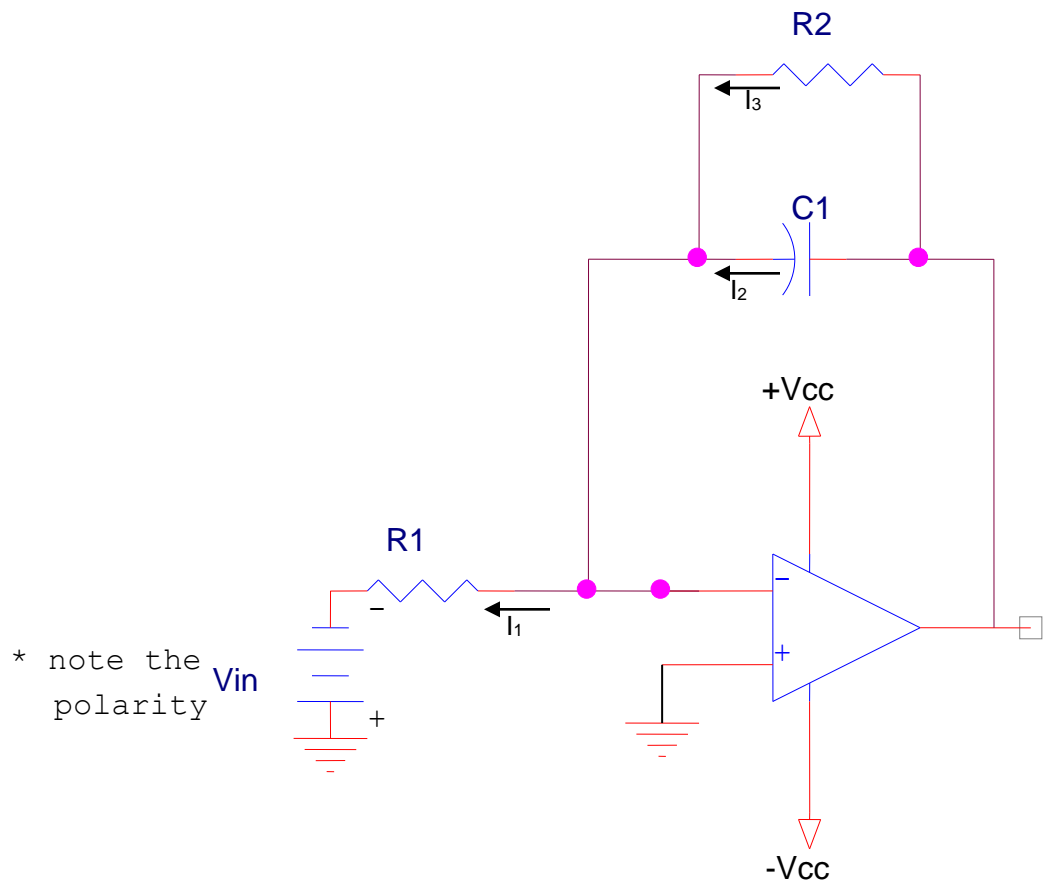 R2
I₃
C1
I₂
+Vcc
R1
−
I₁
−
* note the
polarity
Vin
+
+
-Vcc